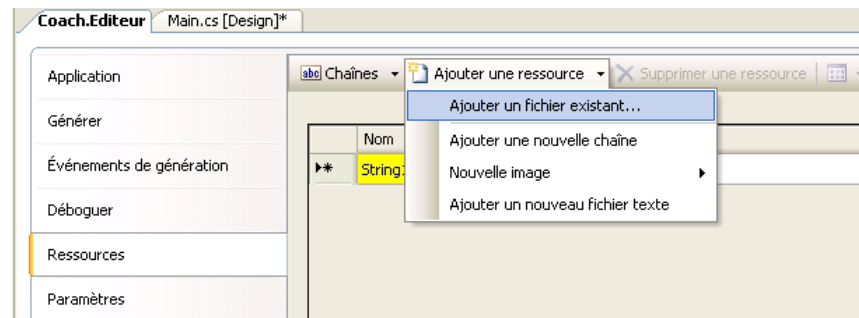 Coach.Editeur Main.cs [Design]*
Application
Générer
Événements de génération
Déboguer
Ressources
Paramètres
abc Chaînes Ajouter une ressource Supprimer une ressource
Ajouter un fichier existant...
Ajouter une nouvelle chaîne
Nouvelle image
Ajouter un nouveau fichier texte
Nom